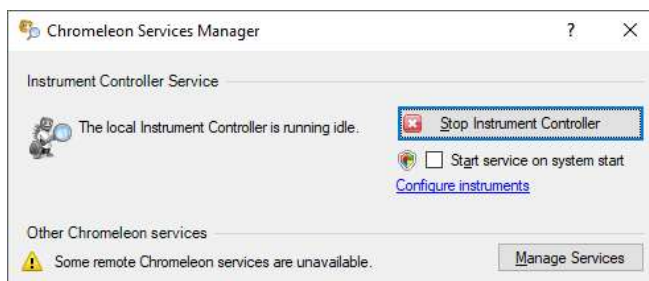 Chromeleon Services Manager ?
Instrument Controller Service
The local Instrument Controller is running idle.
Stop Instrument Controller
Start service on system start
Configure instruments
Other Chromeleon services
Some remote Chromeleon services are unavailable.
Manage Services